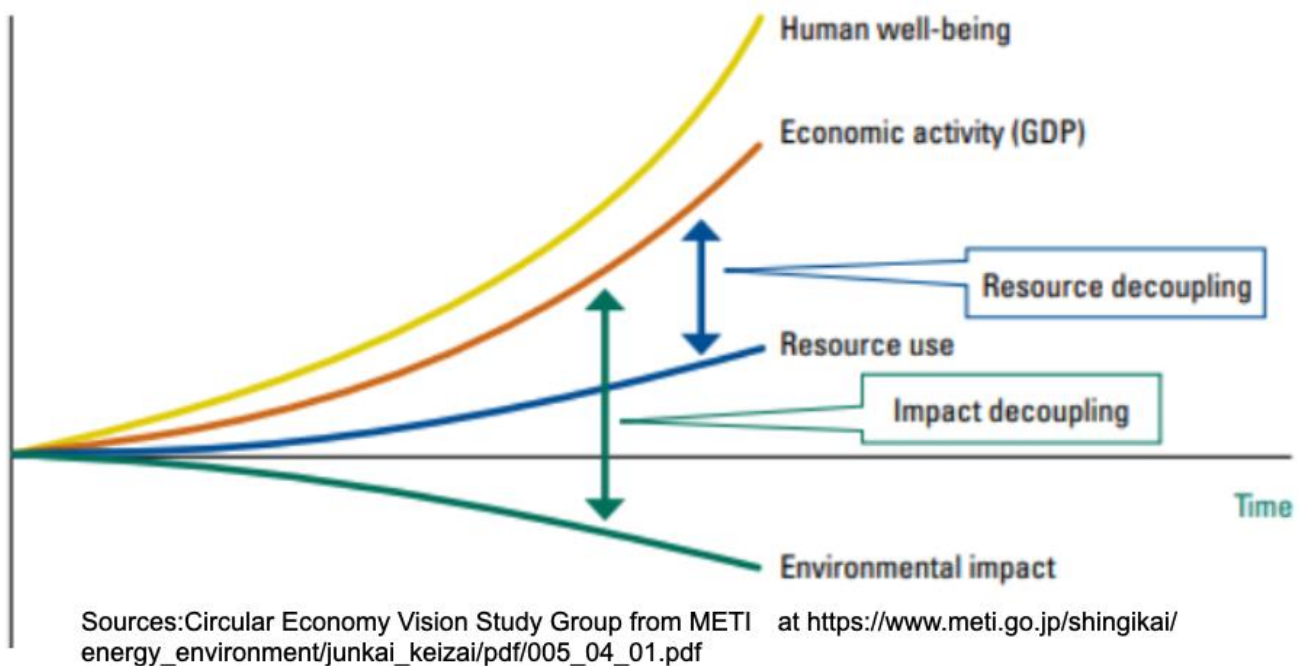 Human well-being
Economic activity (GDP)
Resource decoupling
Resource use
Impact decoupling
Time
Environmental impact
Sources:Circular Economy Vision Study Group from METI at https://www.meti.go.jp/shingikai/
energy_environment/junkai_keizai/pdf/005_04_01.pdf